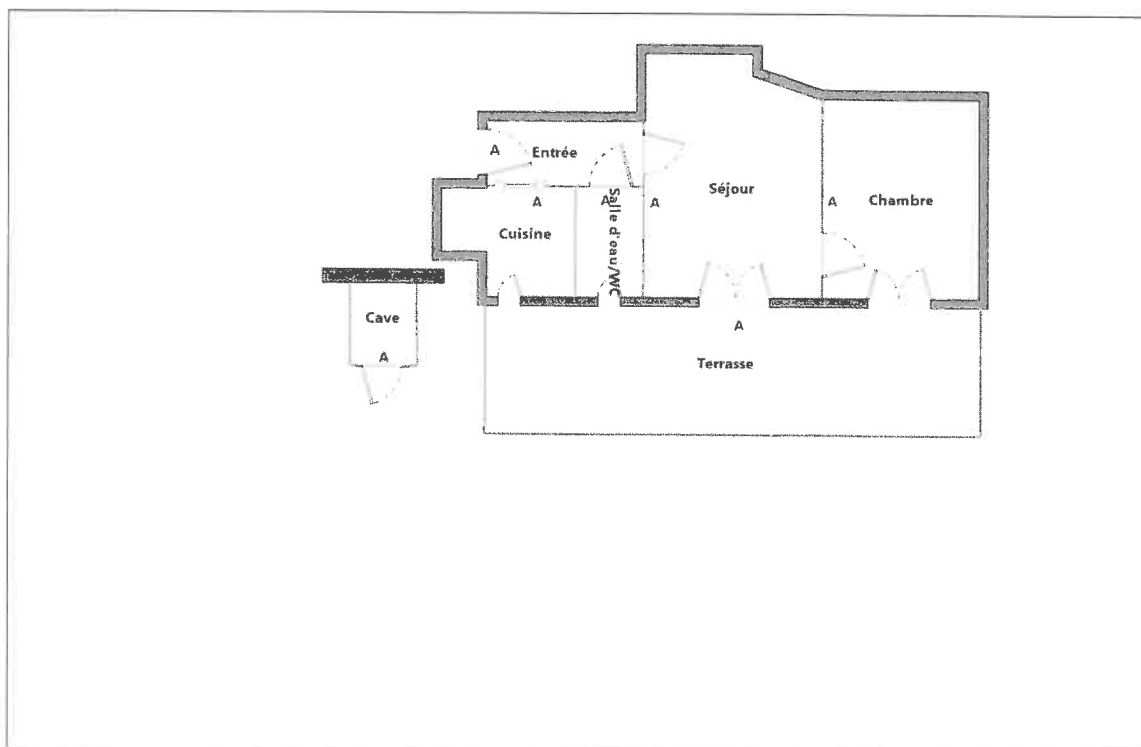 A
Entrée
A
A
Salle d'eau/WC
A
Séjour
A
Chambre
Cuisine
Cave
A
A
Terrasse